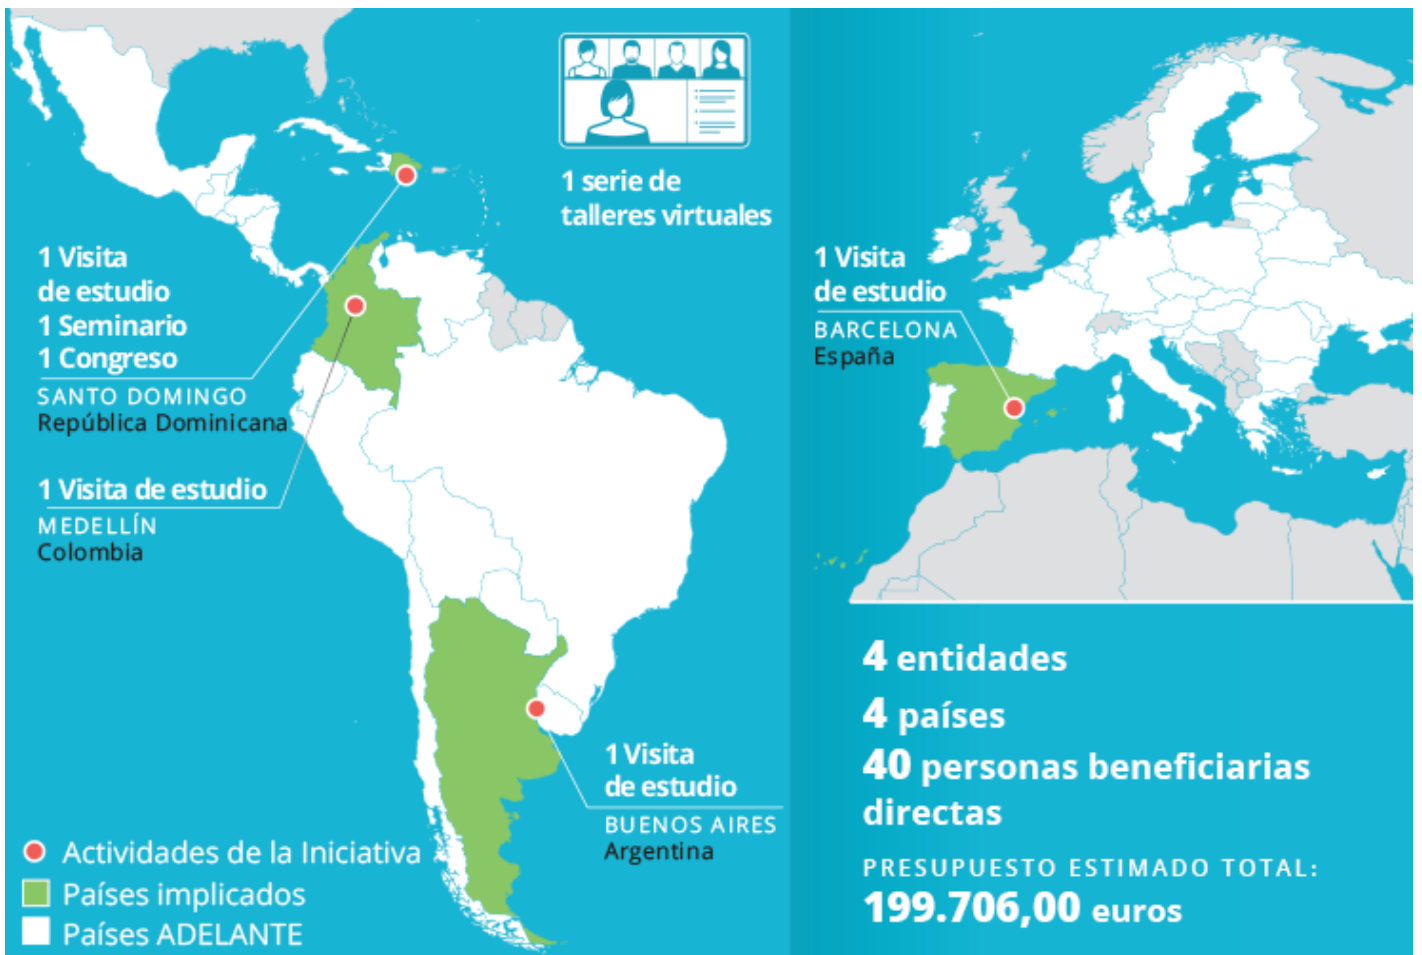 1 serie de
talleres virtuales
1 Visita
de estudio
1 Seminario
1 Congreso
SANTO DOMINGO
República Dominicana
1 Visita de estudio
MEDELLÍN
Colombia
1 Visita
de estudio
BUENOS AIRES
Argentina
Actividades de la Iniciativa
Países implicados
Países ADELANTE
1 Visita
de estudio
BARCELONA
España
4 entidades
4 países
40 personas beneficiarias
directas
PRESUPUESTO ESTIMADO TOTAL:
199.706,00 euros